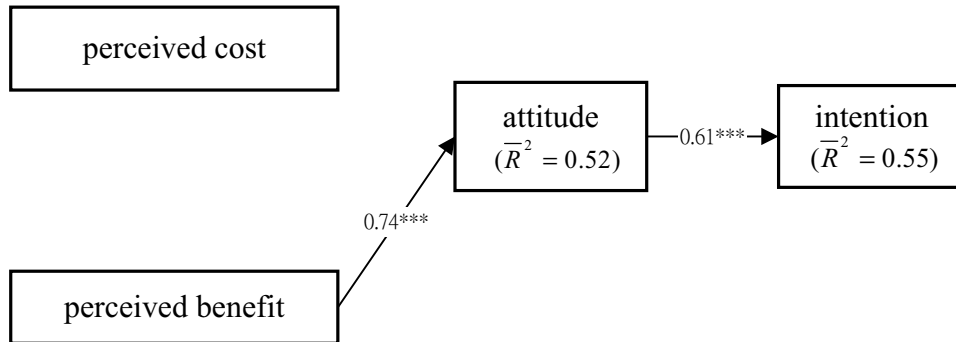 perceived cost
attitude
(R̅² = 0.52)
0.61***
intention
(R̅² = 0.55)
0.74***
perceived benefit